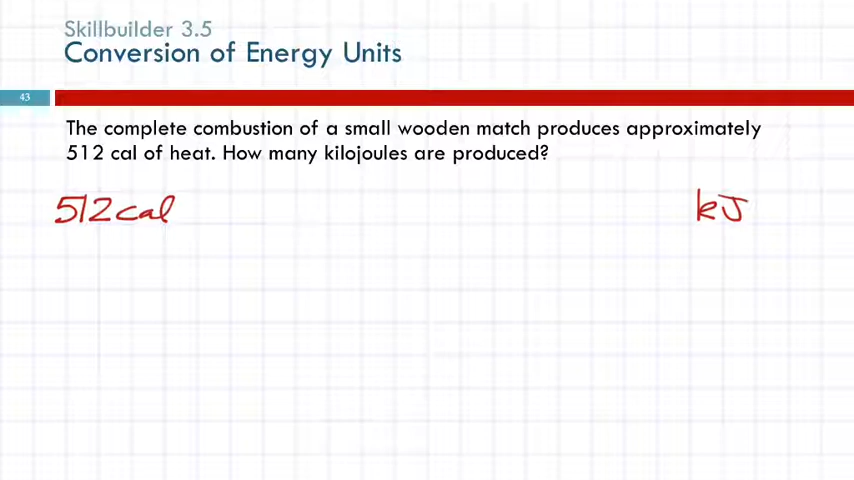 Skillbuilder 3.5
Conversion of Energy Units
43
The complete combustion of a small wooden match produces approximately
512 cal of heat. How many kilojoules are produced?
512 cal kJ